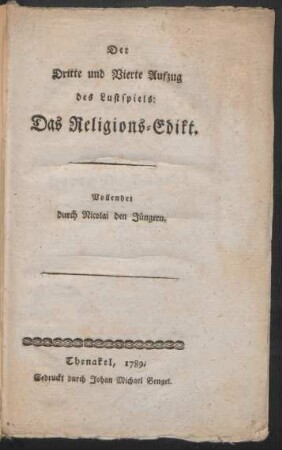 Der
Dritte und Vierte Aufzug
des Lustspiels:
Das Religions-Edikt.
Vollendet
durch Nicolai den Jüngern.
Thenakel, 1789.
Gedruckt durch Johan Michael Bengel.